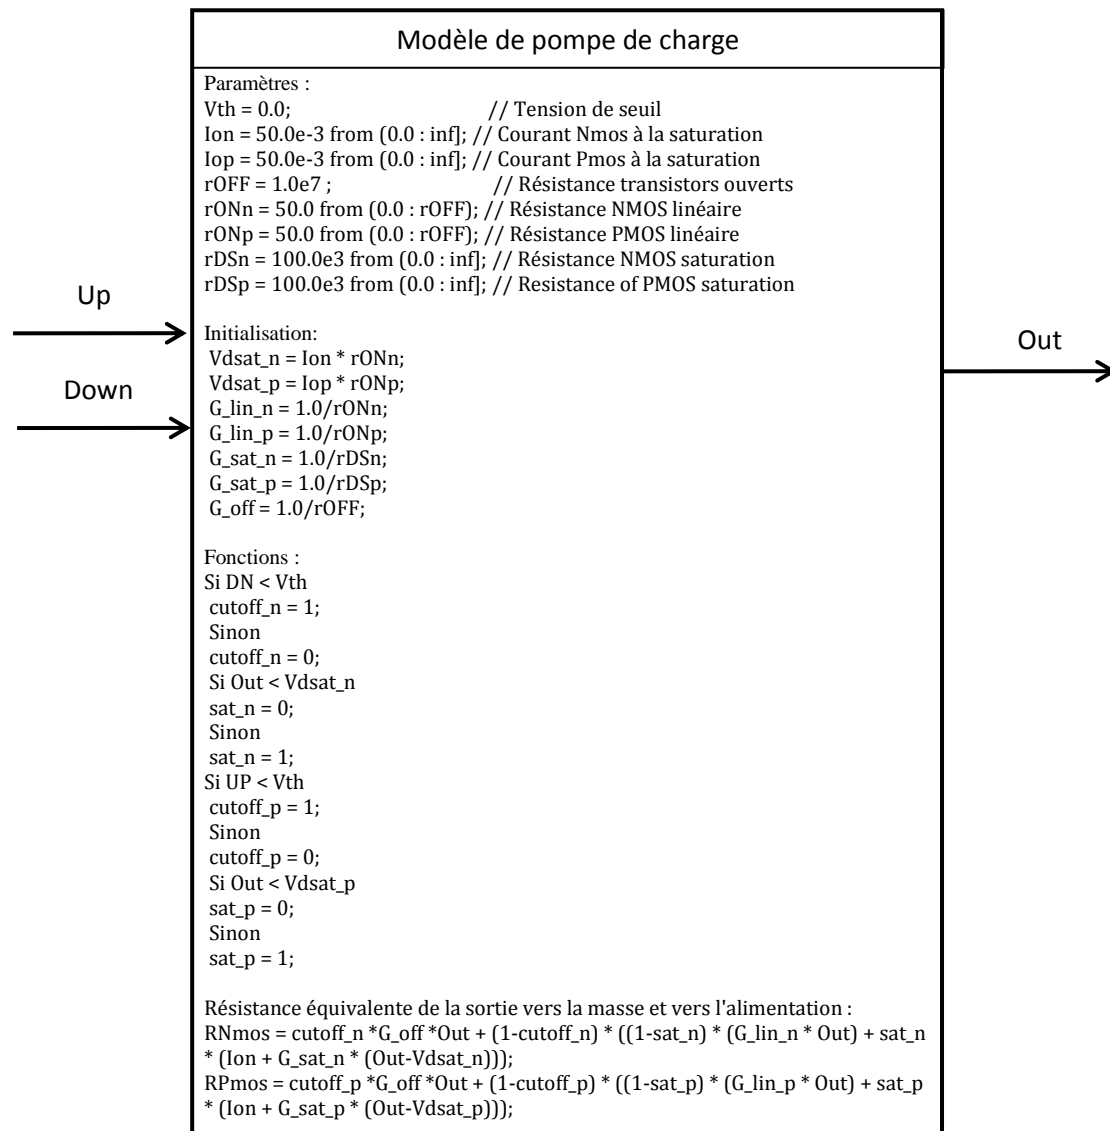 Modèle de pompe de charge
Paramètres :
Vth = 0.0; // Tension de seuil
Ion = 50.0e-3 from (0.0 : inf]; // Courant Nmos à la saturation
Iop = 50.0e-3 from (0.0 : inf]; // Courant Pmos à la saturation
rOFF = 1.0e7 ; // Résistance transistors ouverts
rONn = 50.0 from (0.0 : rOFF); // Résistance NMOS linéaire
rONp = 50.0 from (0.0 : rOFF); // Résistance PMOS linéaire
rDSn = 100.0e3 from (0.0 : inf]; // Résistance NMOS saturation
rDSp = 100.0e3 from (0.0 : inf]; // Resistance of PMOS saturation
Up
Down
Out
Initialisation:
Vdsat_n = Ion * rONn;
Vdsat_p = Iop * rONp;
G_lin_n = 1.0/rONn;
G_lin_p = 1.0/rONp;
G_sat_n = 1.0/rDSn;
G_sat_p = 1.0/rDSp;
G_off = 1.0/rOFF;
Fonctions :
Si DN < Vth
cutoff_n = 1;
Sinon
cutoff_n = 0;
Si Out < Vdsat_n
sat_n = 0;
Sinon
sat_n = 1;
Si UP < Vth
cutoff_p = 1;
Sinon
cutoff_p = 0;
Si Out < Vdsat_p
sat_p = 0;
Sinon
sat_p = 1;
Résistance équivalente de la sortie vers la masse et vers l'alimentation :
RNmos = cutoff_n *G_off *Out + (1-cutoff_n) * ((1-sat_n) * (G_lin_n * Out) + sat_n
* (Ion + G_sat_n * (Out-Vdsat_n)));
RPmos = cutoff_p *G_off *Out + (1-cutoff_p) * ((1-sat_p) * (G_lin_p * Out) + sat_p
* (Ion + G_sat_p * (Out-Vdsat_p)));